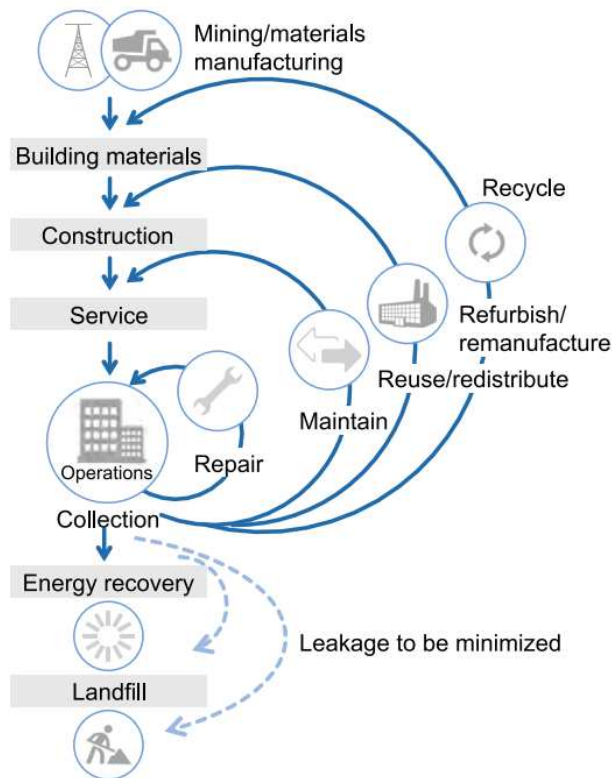 Mining/materials
manufacturing
Building materials
Recycle
Construction
Service
Refurbish/
remanufacture
Reuse/redistribute
Maintain
Repair
Operations
Collection
Energy recovery
Leakage to be minimized
Landfill